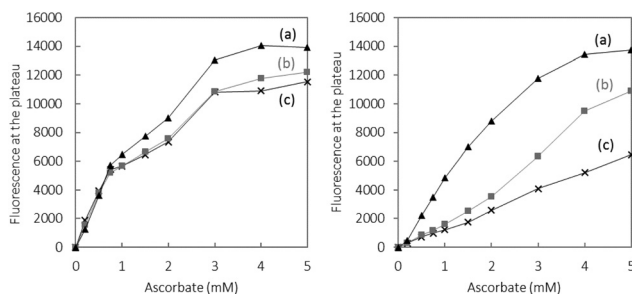 Fluorescence at the plateau
16000
14000
12000
10000
8000
6000
4000
2000
0
(a)
(b)
(c)
0 1 2 3 4 5
Ascorbate (mM)
Fluorescence at the plateau
16000
14000
12000
10000
8000
6000
4000
2000
0
(a)
(b)
(c)
0 1 2 3 4 5
Ascorbate (mM)